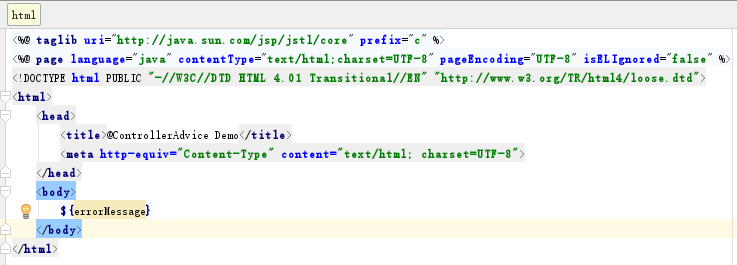 html
<%@ taglib uri="http://java.sun.com/jsp/jstl/core" prefix="c" %>
<%@ page language="java" contentType="text/html;charset=UTF-8" pageEncoding="UTF-8" isELIgnored="false" %>
<!DOCTYPE html PUBLIC "-//W3C//DTD HTML 4.01 Transitional//EN" "http://www.w3.org/TR/html4/loose.dtd">
<html>
<head>
<title>@ControllerAdvice Demo</title>
<meta http-equiv="Content-Type" content="text/html; charset=UTF-8">
</head>
<body>
${errorMessage}
</body>
</html>